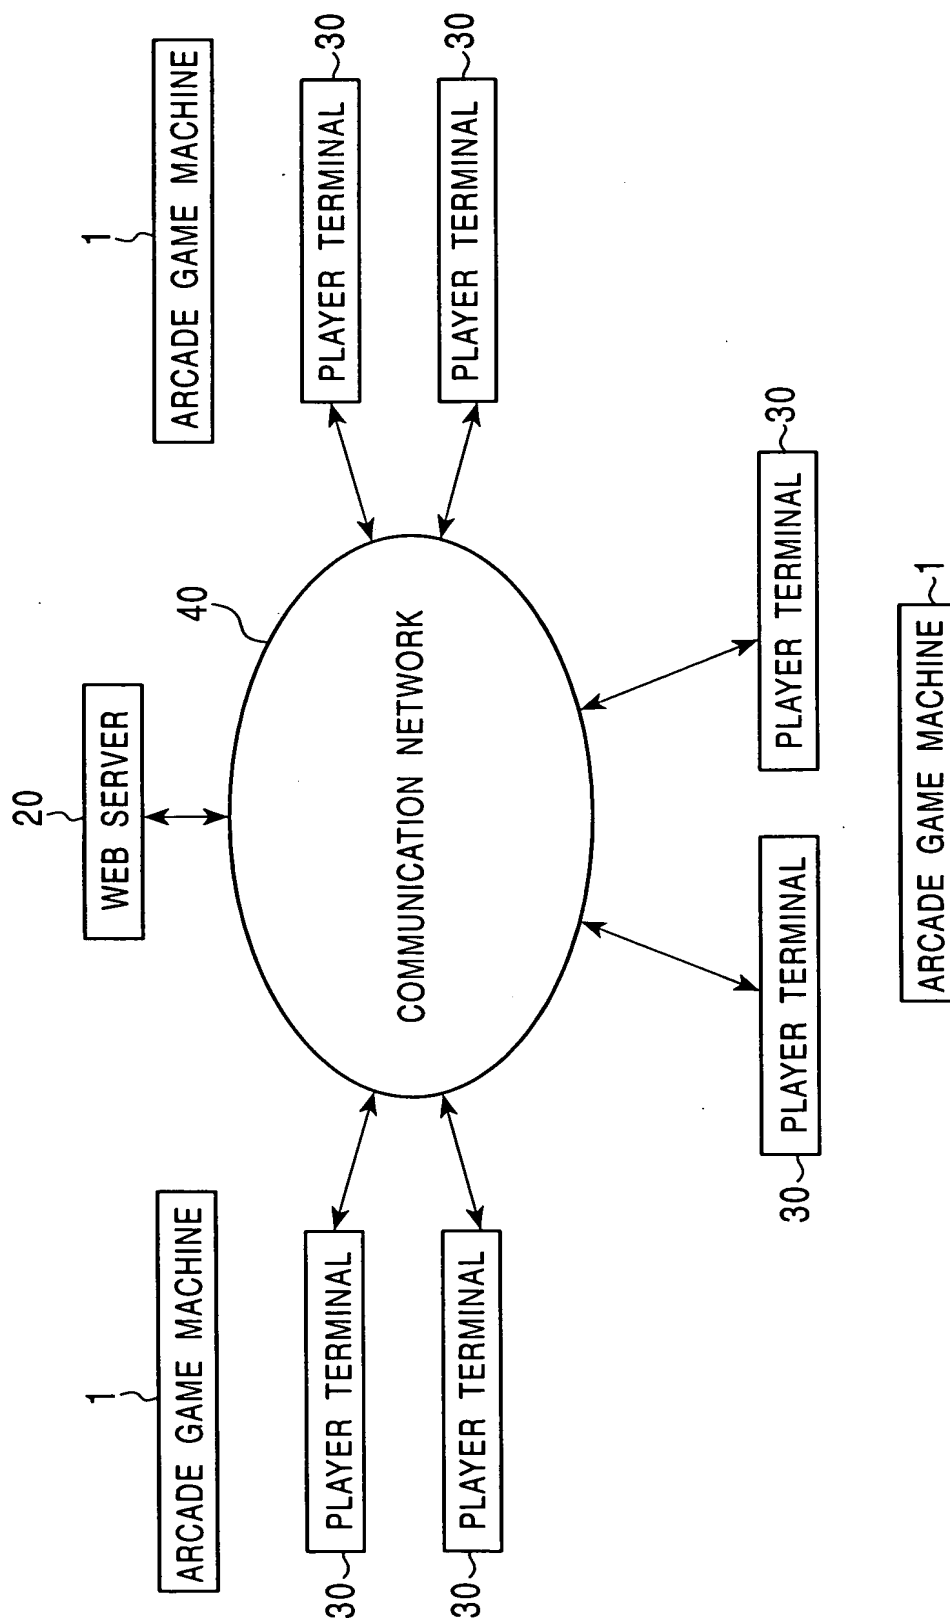 20
WEB SERVER
1
ARCADE GAME MACHINE
1
ARCADE GAME MACHINE
40
COMMUNICATION NETWORK
30
PLAYER TERMINAL
PLAYER TERMINAL
30
30
PLAYER TERMINAL
PLAYER TERMINAL
30
30
PLAYER TERMINAL
PLAYER TERMINAL
30
ARCADE GAME MACHINE
1